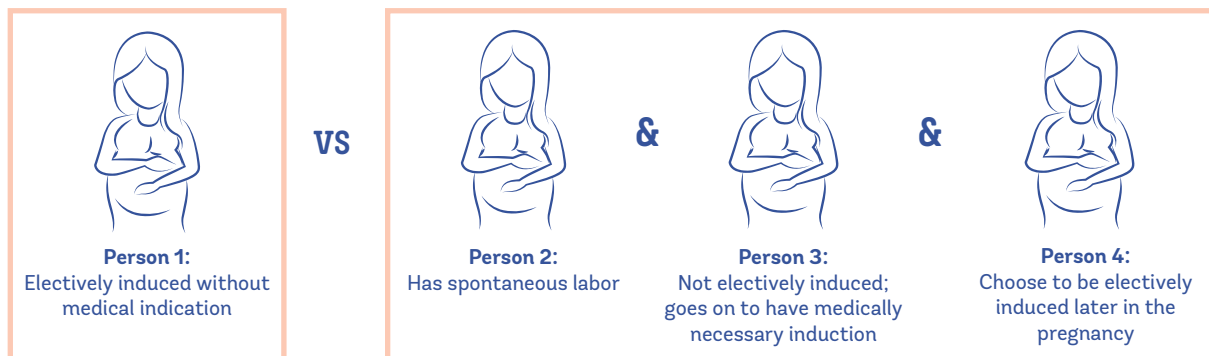 VS
&
&
Person 1:
Electively induced without
medical indication
Person 2:
Has spontaneous labor
Person 3:
Not electively induced;
goes on to have medically
necessary induction
Person 4:
Choose to be electively
induced later in the
pregnancy